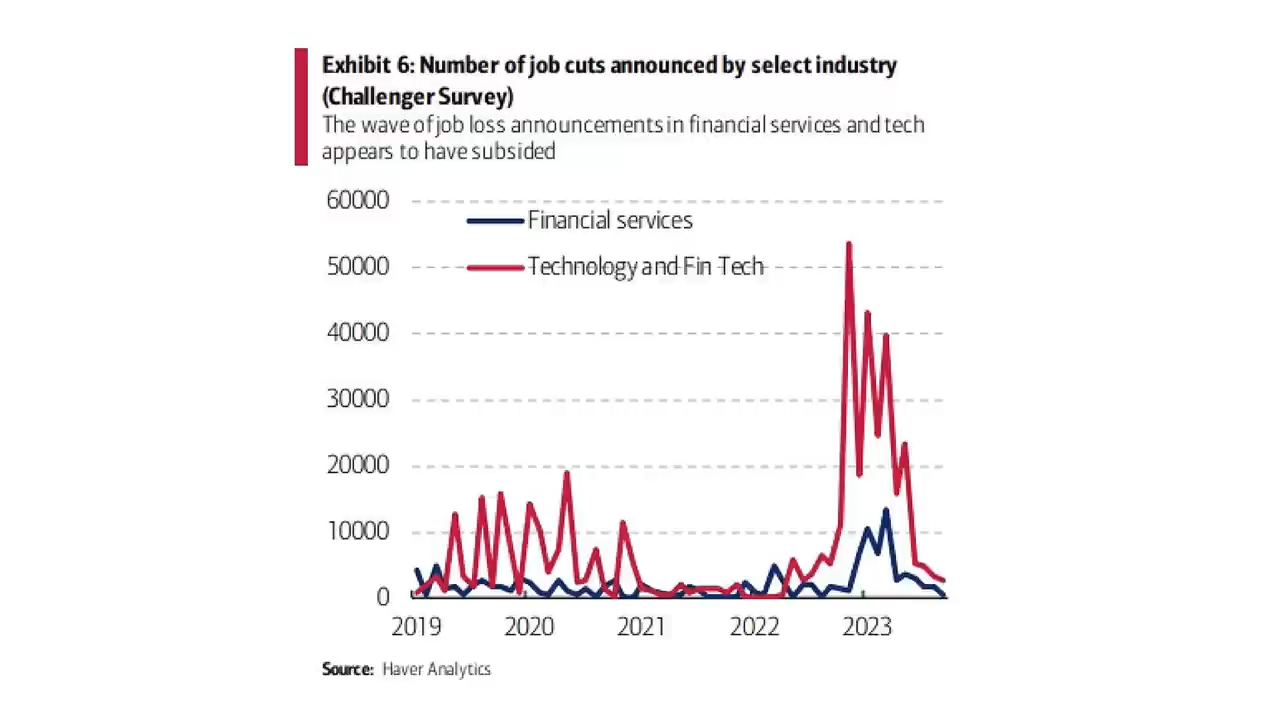 Exhibit 6: Number of job cuts announced by select industry
(Challenger Survey)
The wave of job loss announcements in financial services and tech
appears to have subsided
60000
Financial services
50000
Technology and Fin Tech
40000
30000
20000
10000
0
2019 2020 2021 2022 2023
Source: Haver Analytics